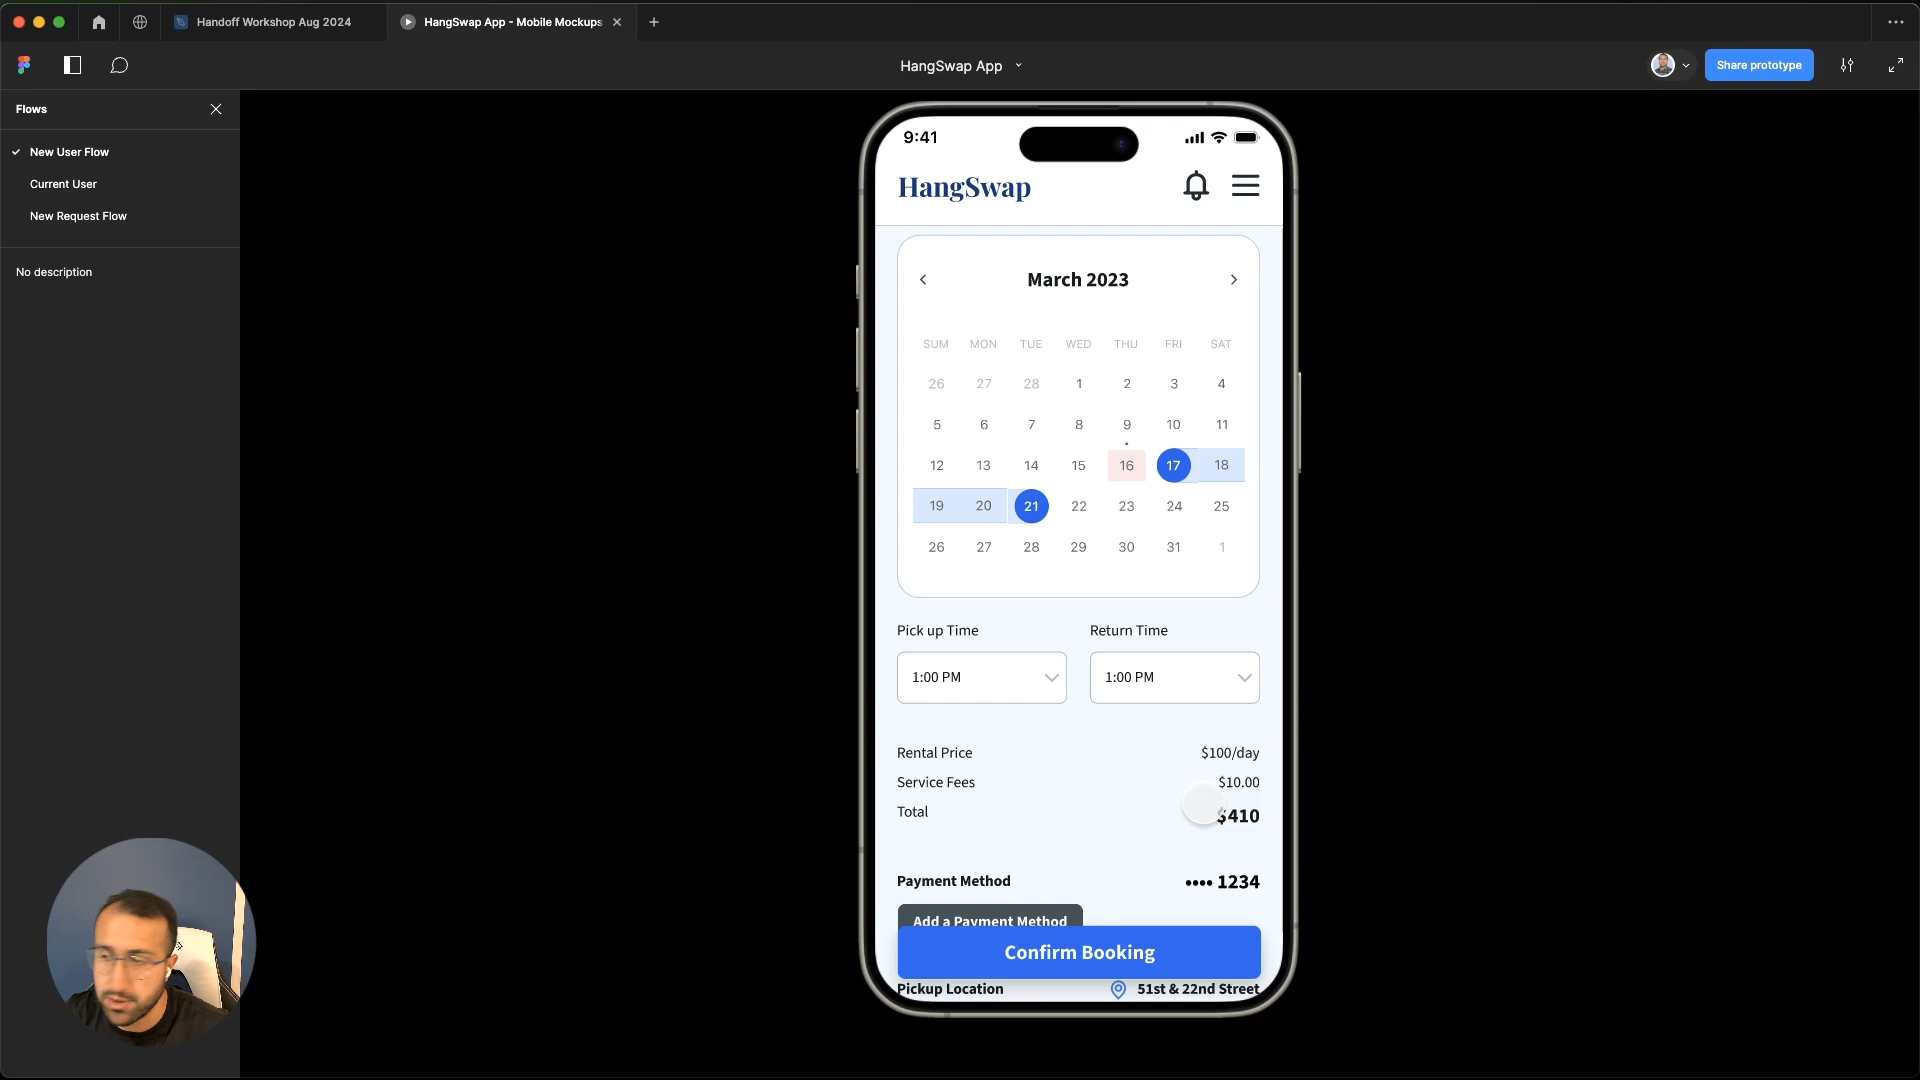 Handoff Workshop Aug 2024
HangSwap App - Mobile Mockups
HangSwap App
Share prototype
Flows
New User Flow
Current User
New Request Flow
No description
9:41
HangSwap
March 2023
SUM MON TUE WED THU FRI SAT
26 27 28 1 2 3 4
5 6 7 8 9 10 11
12 13 14 15 16 17 18
19 20 21 22 23 24 25
26 27 28 29 30 31 1
Pick up Time Return Time
1:00 PM 1:00 PM
Rental Price $100/day
Service Fees $10.00
Total $410
Payment Method •••• 1234
Add a Payment Method
Confirm Booking
Pickup Location 51st & 22nd Street